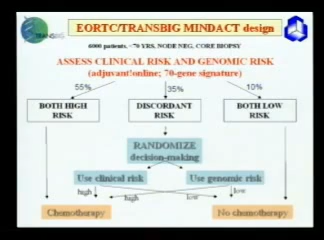 EORTC/TRANSBIG MINDACT design
TRANSBIG
6000 patients, <70 YRS, NODE NEG, CORE BIOPSY
ASSESS CLINICAL RISK AND GENOMIC RISK
(adjuvant!online; 70-gene signature)
55%
35%
10%
BOTH HIGH
RISK
DISCORDANT
RISK
BOTH LOW
RISK
RANDOMIZE
decision-making
Use clinical risk
Use genomic risk
high
high
low
low
Chemotherapy
No chemotherapy